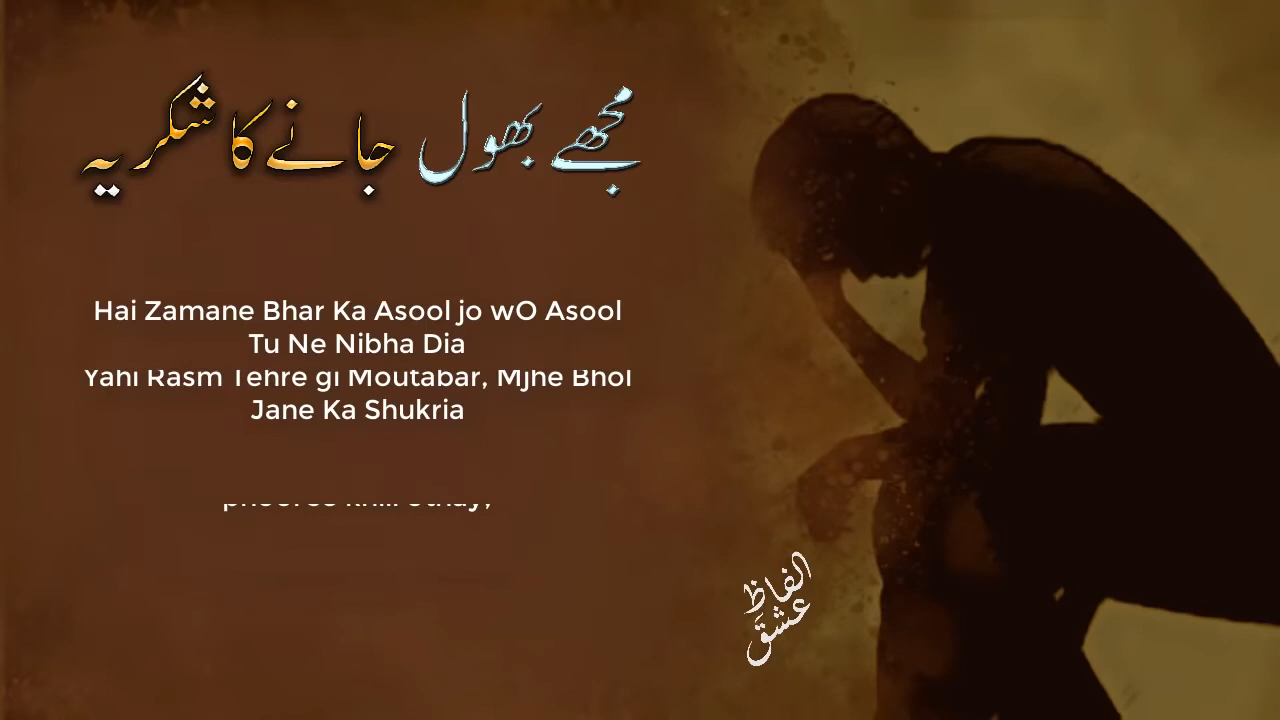 مجھے بھول جانے کا شکریہ
Hai Zamane Bhar Ka Asool jo wO Asool
Tu Ne Nibha Dia
Yahi Rasm Tehre gi Moutabar, Mjhe Bhol
Jane Ka Shukria
الفاظِ
عشق